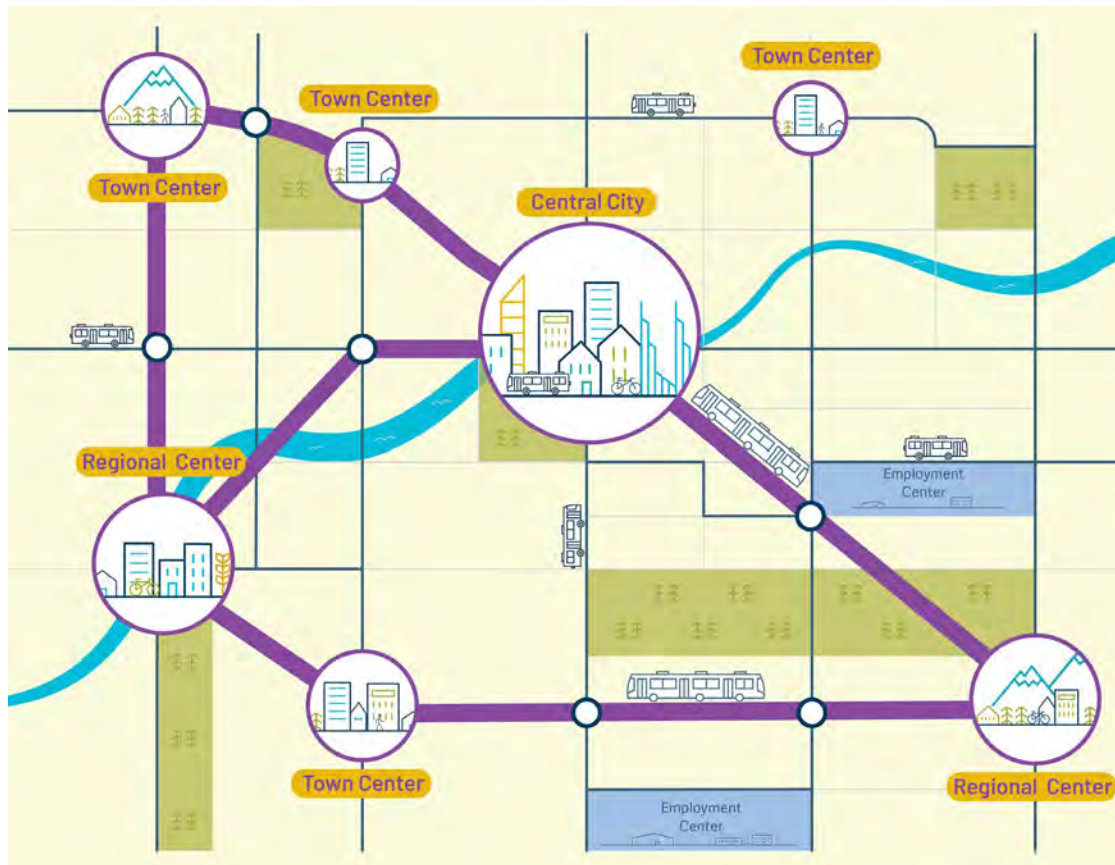 Town Center
Town Center
Town Center
Central City
Regional Center
Employment
Center
Town Center
Regional Center
Employment
Center